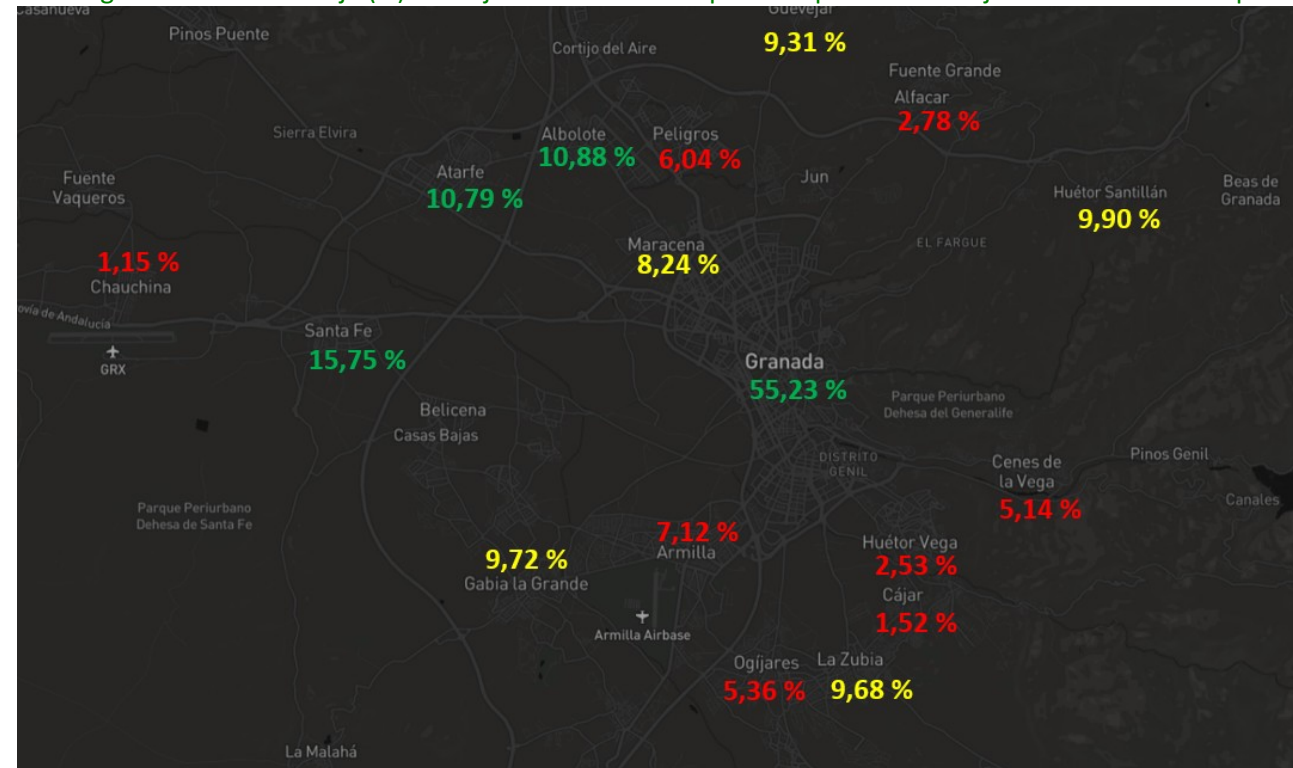 Casanueva
Güevéjar
Pinos Puente
9,31 %
Cortijo del Aire
Fuente Grande
Alfacar
2,78 %
Sierra Elvira
Albolote
Peligros
10,88 %
6,04 %
Atarfe
10,79 %
Jun
Fuente
Vaqueros
Huétor Santillán
9,90 %
Beas de
Granada
Maracena
8,24 %
EL FARGUE
1,15 %
Chauchina
de Andalucía
GRX
Santa Fe
15,75 %
Granada
55,23 %
Parque Periurbano
Dehesa del Generalife
Belicena
Casas Bajas
DISTRITO
GENIL
Cenes de
la Vega
5,14 %
Pinos Genil
Canales
Parque Periurbano
Dehesa de Santa Fe
7,12 %
Armilla
Huétor Vega
2,53 %
9,72 %
Gabia la Grande
Cájar
1,52 %
Armilla Airbase
Ogíjares
5,36 %
La Zubia
9,68 %
La Malahá